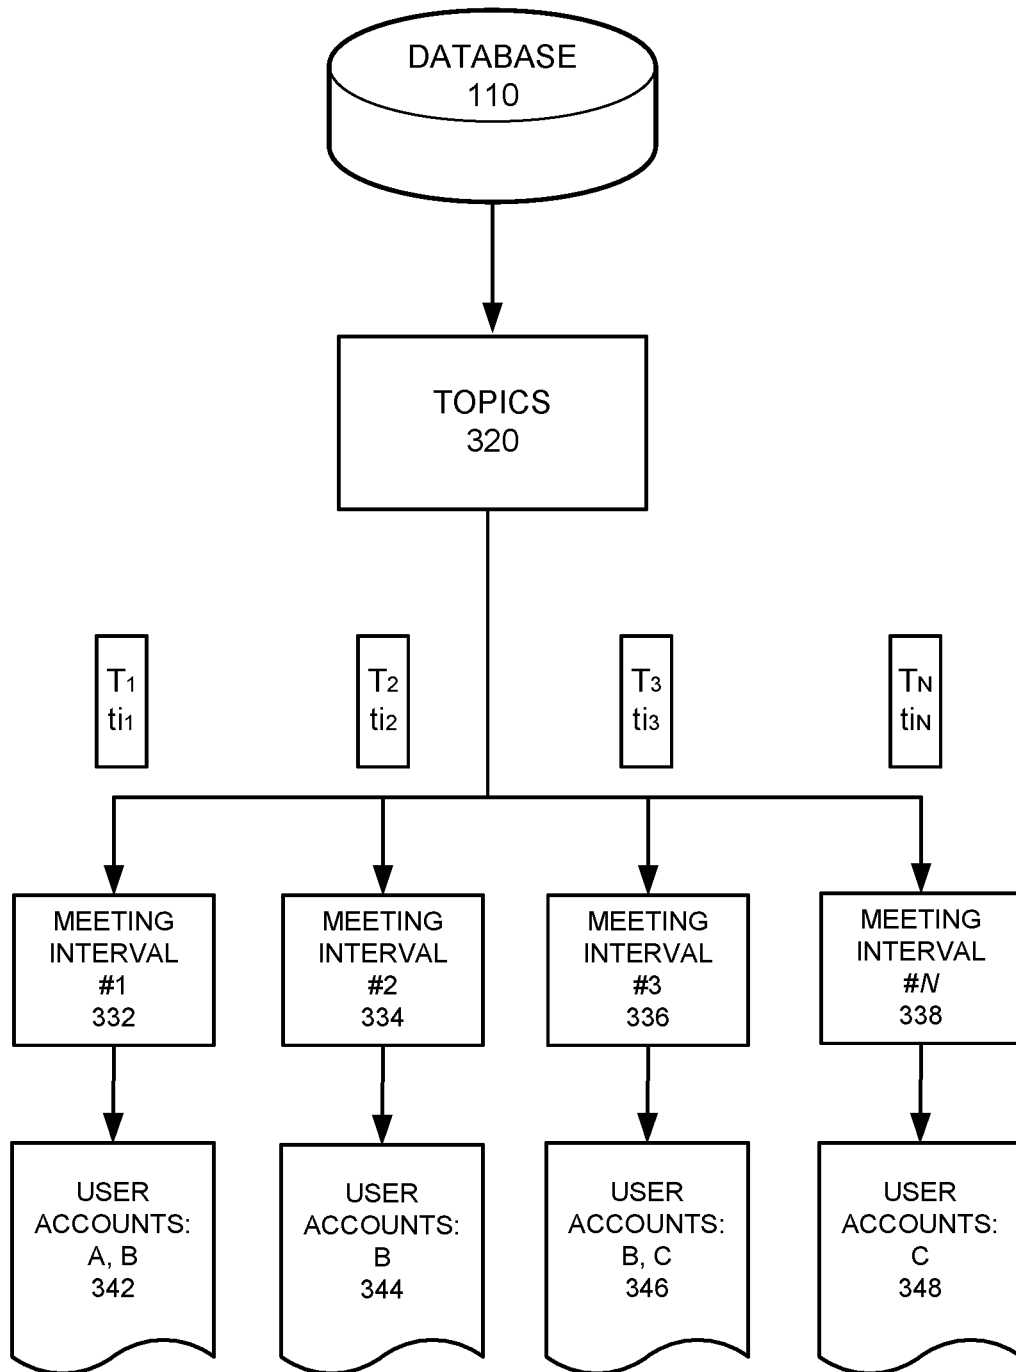 DATABASE
110
TOPICS
320
T1
ti1
T2
ti2
T3
ti3
TN
tiN
MEETING
INTERVAL
#1
332
MEETING
INTERVAL
#2
334
MEETING
INTERVAL
#3
336
MEETING
INTERVAL
#N
338
USER
ACCOUNTS:
A, B
342
USER
ACCOUNTS:
B
344
USER
ACCOUNTS:
B, C
346
USER
ACCOUNTS:
C
348